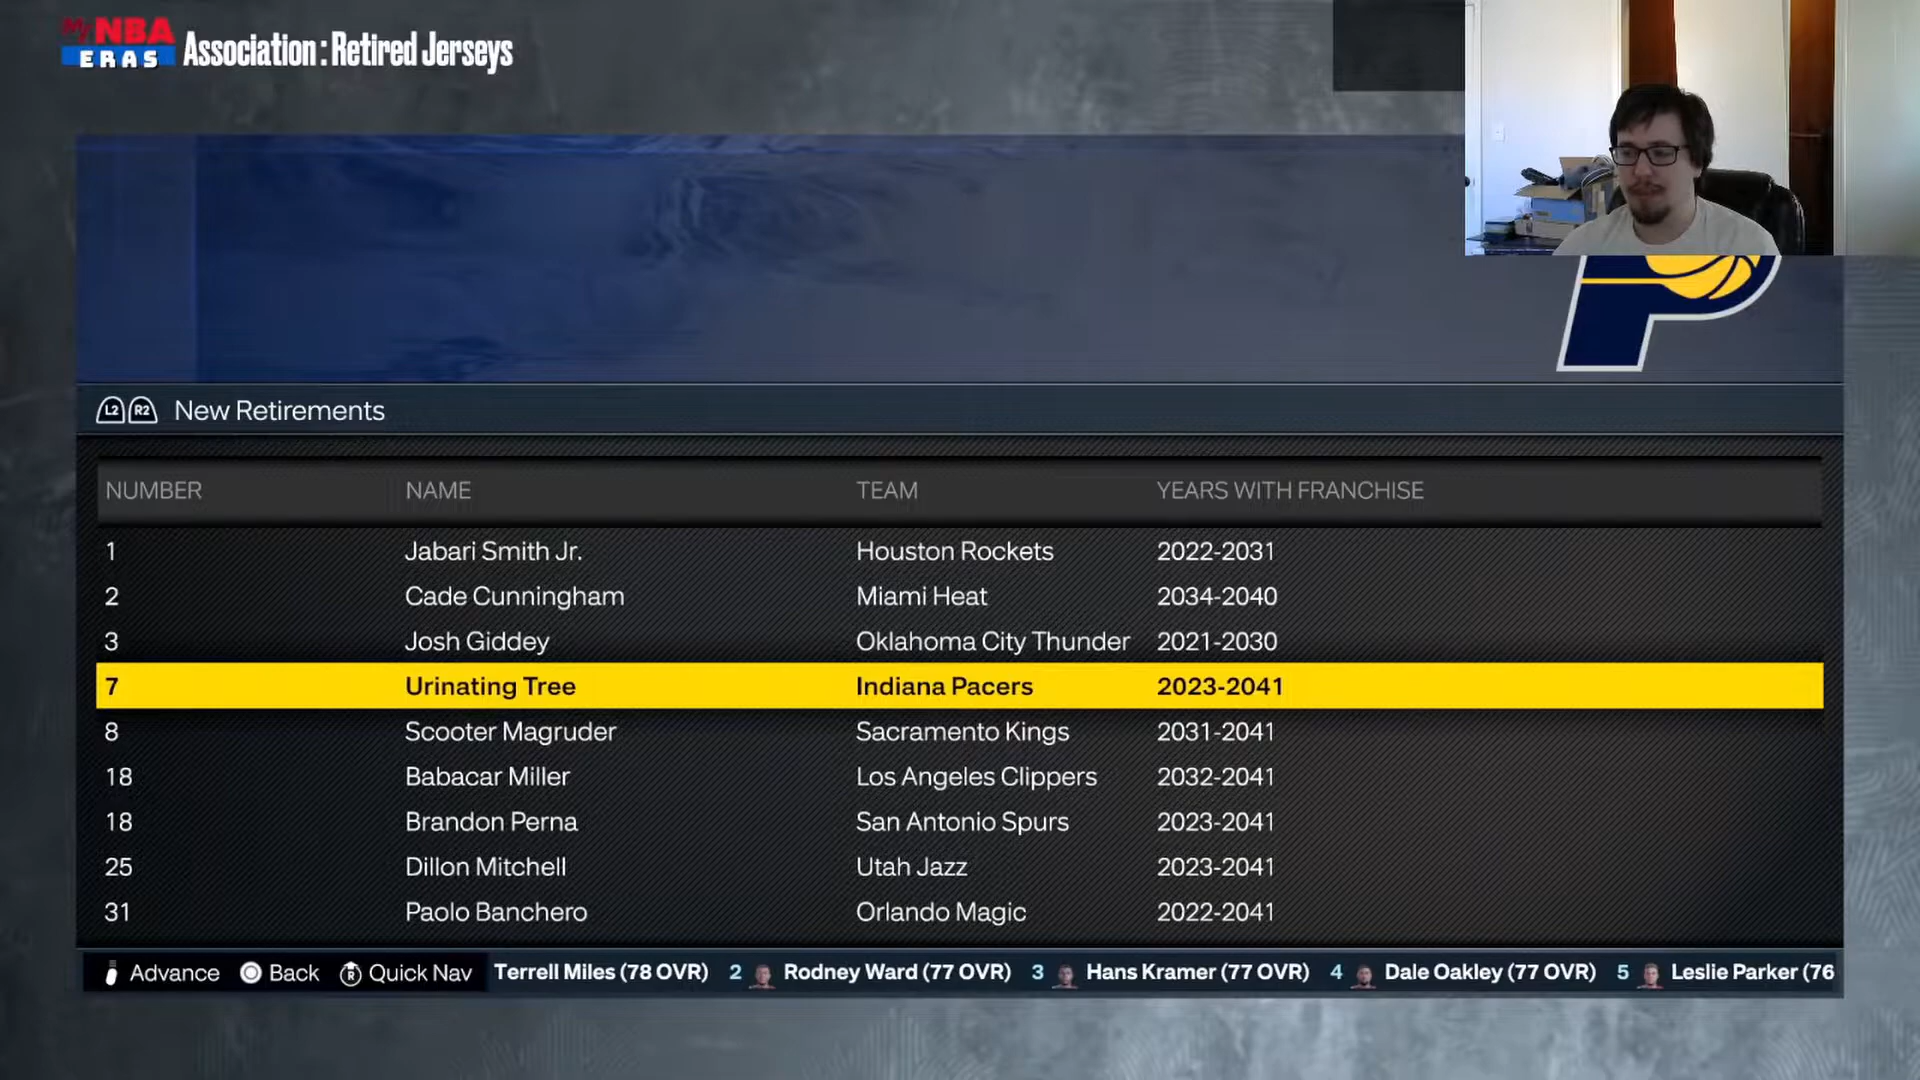 My NBA
ERAS
Association : Retired Jerseys
L2 R2 New Retirements
NUMBER NAME TEAM YEARS WITH FRANCHISE
1 Jabari Smith Jr. Houston Rockets 2022-2031
2 Cade Cunningham Miami Heat 2034-2040
3 Josh Giddey Oklahoma City Thunder 2021-2030
7 Urinating Tree Indiana Pacers 2023-2041
8 Scooter Magruder Sacramento Kings 2031-2041
18 Babacar Miller Los Angeles Clippers 2032-2041
18 Brandon Perna San Antonio Spurs 2023-2041
25 Dillon Mitchell Utah Jazz 2023-2041
31 Paolo Banchero Orlando Magic 2022-2041
Advance Back R Quick Nav Terrell Miles (78 OVR) 2 Rodney Ward (77 OVR) 3 Hans Kramer (77 OVR) 4 Dale Oakley (77 OVR) 5 Leslie Parker (76